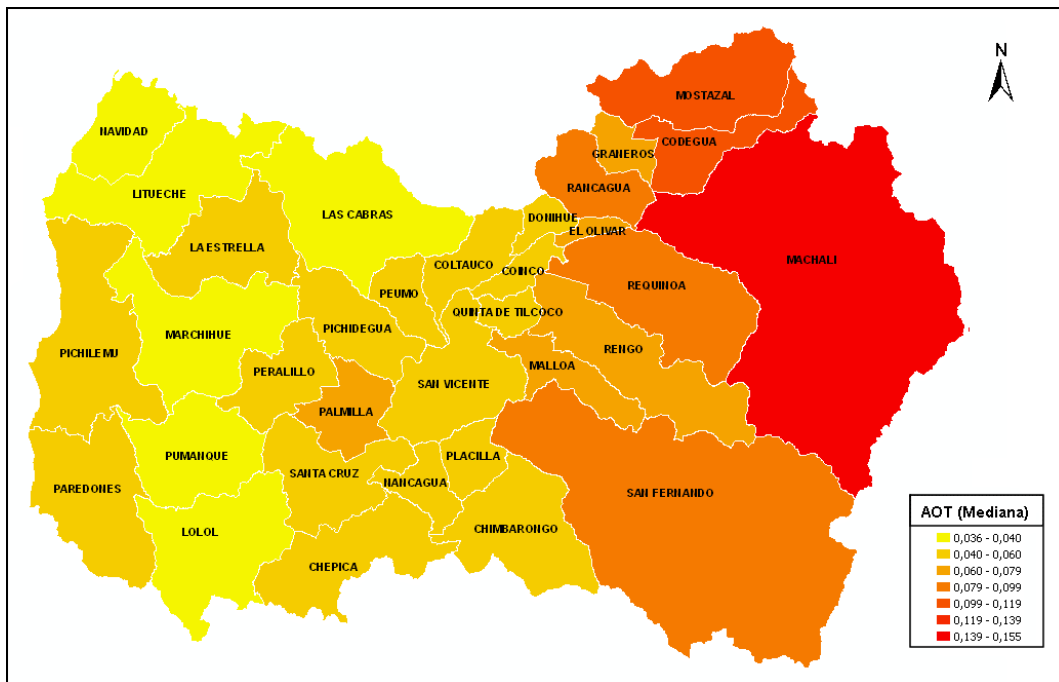 N
MOSTAZAL
NAVIDAD
CODEGUA
GRANEROS
RANCAGUA
LITUECHE
LAS CABRAS
DONIHUE
EL OLIVAR
LA ESTRELLA
COLTAUCO
COINCO
MACHALI
REQUINOA
PEUMO
QUINTA DE TILCOCO
PICHIDEGUA
MARCHIHUE
RENGO
PICHILEMU
MALLOA
PERALILLO
SAN VICENTE
PALMILLA
PUMANQUE
PLACILLA
SANTA CRUZ
NANCAGUA
PAREDONES
SAN FERNANDO
CHIMBARONGO
LOLOL
CHEPICA
AOT (Mediana)
0,036 - 0,040
0,040 - 0,060
0,060 - 0,079
0,079 - 0,099
0,099 - 0,119
0,119 - 0,139
0,139 - 0,155